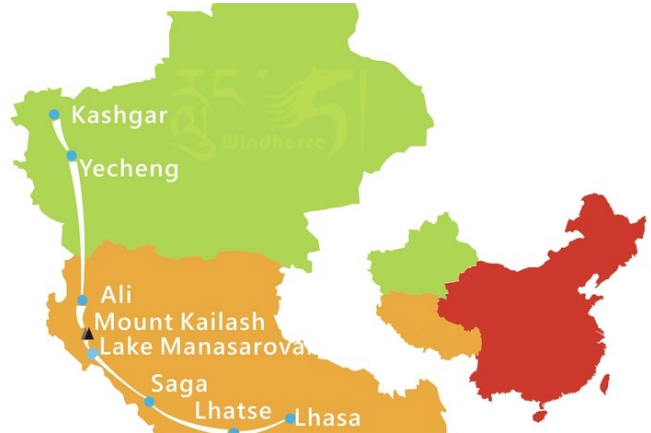 Kashgar
Windhorse
Yecheng
Ali
Mount Kailash
Lake Manasarova
Saga
Lhatse
Lhasa